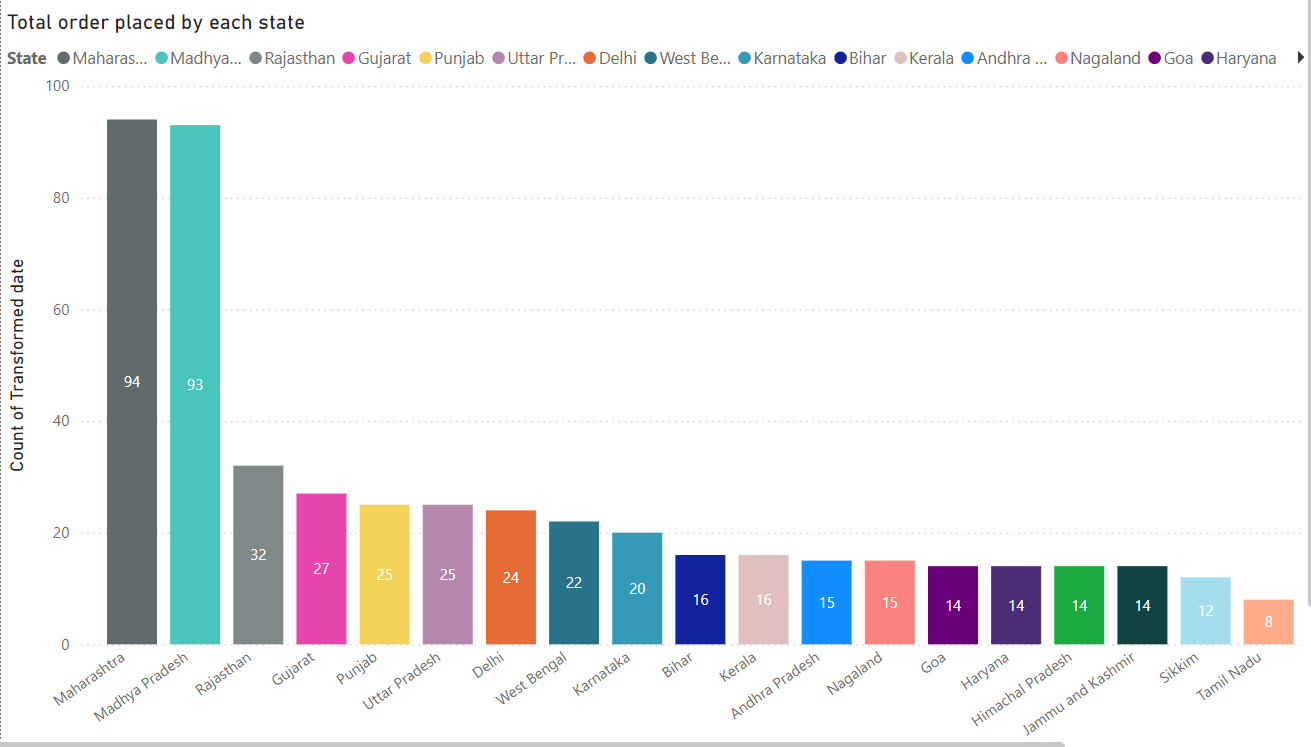 Total order placed by each state
State Maharas... Madhya... Rajasthan Gujarat Punjab Uttar Pr... Delhi West Be... Karnataka Bihar Kerala Andhra ... Nagaland Goa Haryana
100
80
60
40
20
0
Count of Transformed date
94
93
32
27
25
25
24
22
20
16
16
15
15
14
14
14
14
12
8
Maharashtra
Madhya Pradesh
Rajasthan
Gujarat
Punjab
Uttar Pradesh
Delhi
West Bengal
Karnataka
Bihar
Kerala
Andhra Pradesh
Nagaland
Goa
Haryana
Himachal Pradesh
Jammu and Kashmir
Sikkim
Tamil Nadu